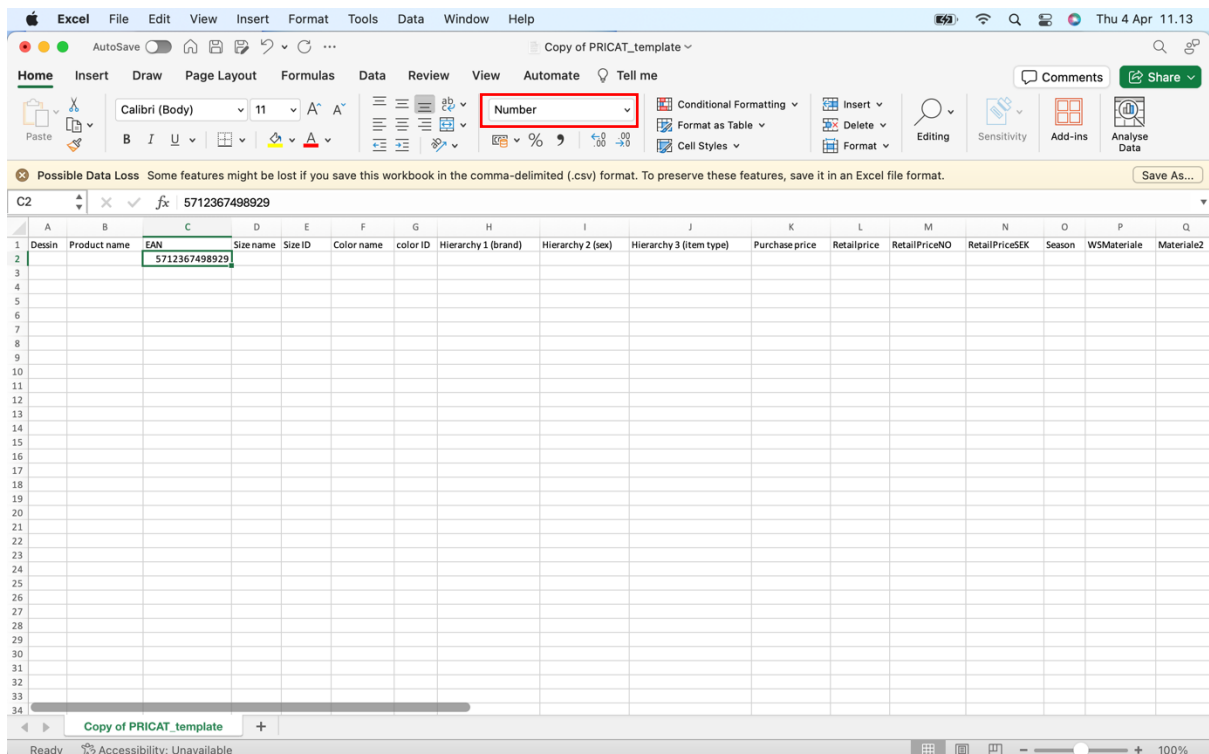 Excel File Edit View Insert Format Tools Data Window Help Thu 4 Apr 11.13
AutoSave Copy of PRICAT_template
Home Insert Draw Page Layout Formulas Data Review View Automate Tell me Comments Share
Calibri (Body) 11 A^ A˅ ab Number Conditional Formatting Insert
Paste B I U A % 9 .00 Format as Table Delete Editing Sensitivity Add-ins Analyse Data
Cell Styles Format
Possible Data Loss Some features might be lost if you save this workbook in the comma-delimited (.csv) format. To preserve these features, save it in an Excel file format. Save As...
C2 fx 5712367498929
A B C D E F G H I J K L M N O P Q
1 Dessin Product name EAN Size name Size ID Color name color ID Hierarchy 1 (brand) Hierarchy 2 (sex) Hierarchy 3 (item type) Purchase price Retailprice RetailPriceNO RetailPriceSEK Season WSMateriale Materiale2
2 5712367498929
3
4
5
6
7
8
9
10
11
12
13
14
15
16
17
18
19
20
21
22
23
24
25
26
27
28
29
30
31
32
33
34
Copy of PRICAT_template +
Ready Accessibility: Unavailable - + 100%